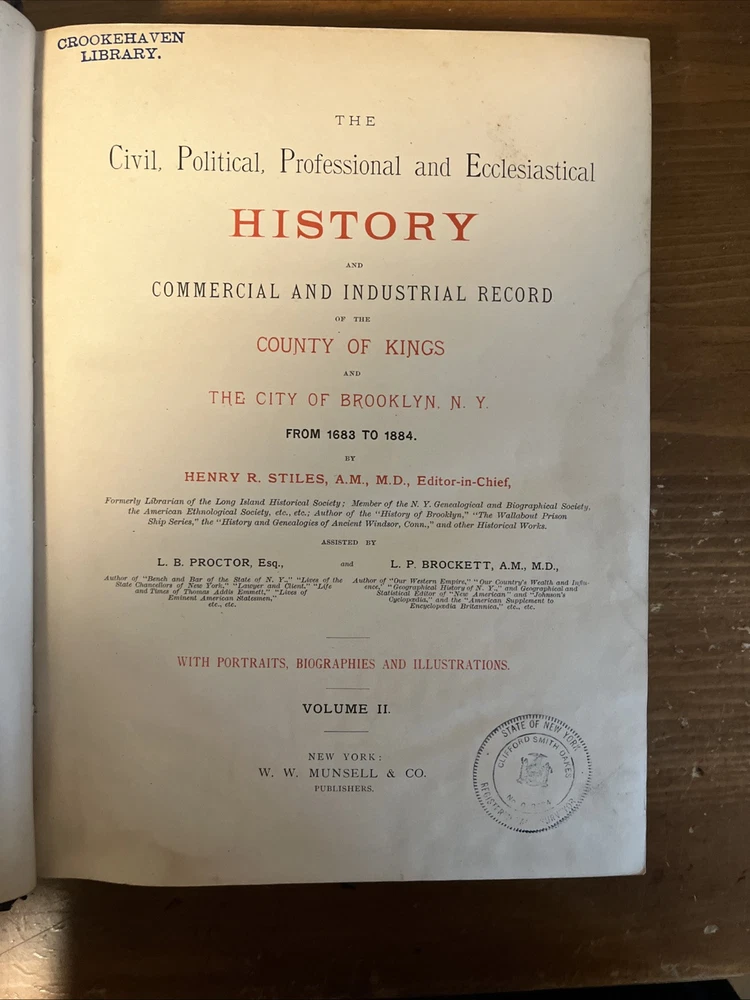 CROOKEHAVEN
LIBRARY.
THE
Civil, Political, Professional and Ecclesiastical
HISTORY
AND
COMMERCIAL AND INDUSTRIAL RECORD
OF THE
COUNTY OF KINGS
AND
THE CITY OF BROOKLYN, N. Y.
FROM 1683 TO 1884.
BY
HENRY R. STILES, A.M., M.D., Editor-in-Chief,
Formerly Librarian of the Long Island Historical Society; Member of the N. Y. Genealogical and Biographical Society,
the American Ethnological Society, etc., etc.; Author of the "History of Brooklyn," "The Wallabout Prison
Ship Series," the "History and Genealogies of Ancient Windsor, Conn.," and other Historical Works.
ASSISTED BY
L. B. PROCTOR, Esq.,
and
L. P. BROCKETT, A.M., M.D.,
Author of "Bench and Bar of the State of N. Y.," "Lives of the
State Chancellors of New York," "Lawyer and Client," "Life
and Times of Thomas Addis Emmett," "Lives of
Eminent American Statesmen,"
etc., etc.
Author of "Our Western Empire," "Our Country's Wealth and Influ-
ence," "Geographical History of N. Y.," and Geographical and
Statistical Editor of "New American" and "Johnson's
Cyclopædia," and the "American Supplement to
Encyclopædia Britannica," etc., etc.
WITH PORTRAITS, BIOGRAPHIES AND ILLUSTRATIONS.
VOLUME II.
NEW YORK:
W. W. MUNSELL & CO.
PUBLISHERS.
STATE OF NEW YORK
CLIFFORD SMITH OAKES